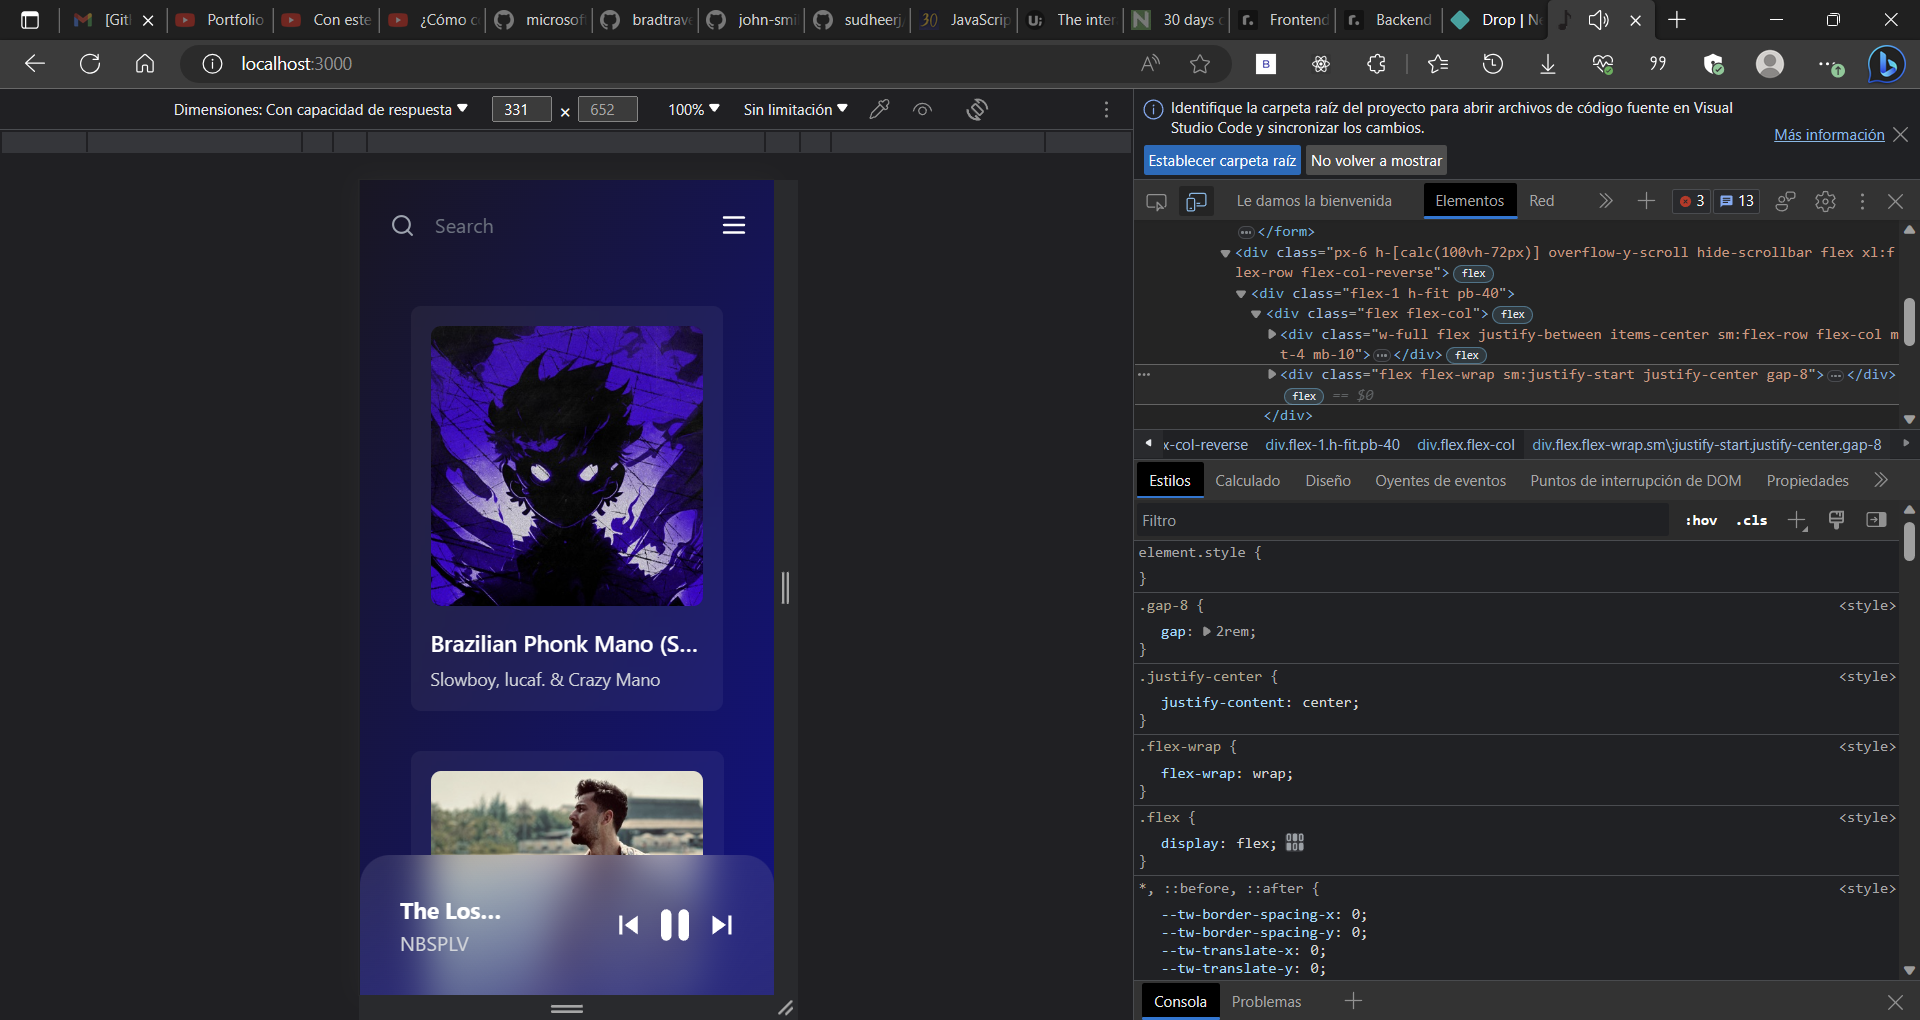 [Git
Portfolio
Con este
¿Cómo c
microsof
bradtrave
john-smi
sudheerj
30 JavaScrip
The inter
30 days c
Frontend
Backend
Drop | Ne
localhost:3000
Dimensiones: Con capacidad de respuesta
331 × 652
100%
Sin limitación
Identifique la carpeta raíz del proyecto para abrir archivos de código fuente en Visual
Studio Code y sincronizar los cambios.
Más información
Establecer carpeta raíz
No volver a mostrar
Le damos la bienvenida
Elementos
Red
3
13
</form>
<div class="px-6 h-[calc(100vh-72px)] overflow-y-scroll hide-scrollbar flex xl:f
lex-row flex-col-reverse"> flex
<div class="flex-1 h-fit pb-40">
<div class="flex flex-col"> flex
<div class="w-full flex justify-between items-center sm:flex-row flex-col m
t-4 mb-10"> … </div> flex
<div class="flex flex-wrap sm:justify-start justify-center gap-8"> … </div>
flex == $0
</div>
x-col-reverse div.flex-1.h-fit.pb-40 div.flex.flex-col div.flex.flex-wrap.sm\:justify-start.justify-center.gap-8
Estilos
Calculado
Diseño
Oyentes de eventos
Puntos de interrupción de DOM
Propiedades
Filtro
:hov
.cls
element.style {
}
.gap-8 { <style>
gap: 2rem;
}
.justify-center { <style>
justify-content: center;
}
.flex-wrap { <style>
flex-wrap: wrap;
}
.flex { <style>
display: flex;
}
*, ::before, ::after { <style>
--tw-border-spacing-x: 0;
--tw-border-spacing-y: 0;
--tw-translate-x: 0;
--tw-translate-y: 0;
Consola
Problemas
Search
Brazilian Phonk Mano (S...
Slowboy, lucaf. & Crazy Mano
The Los...
NBSPLV